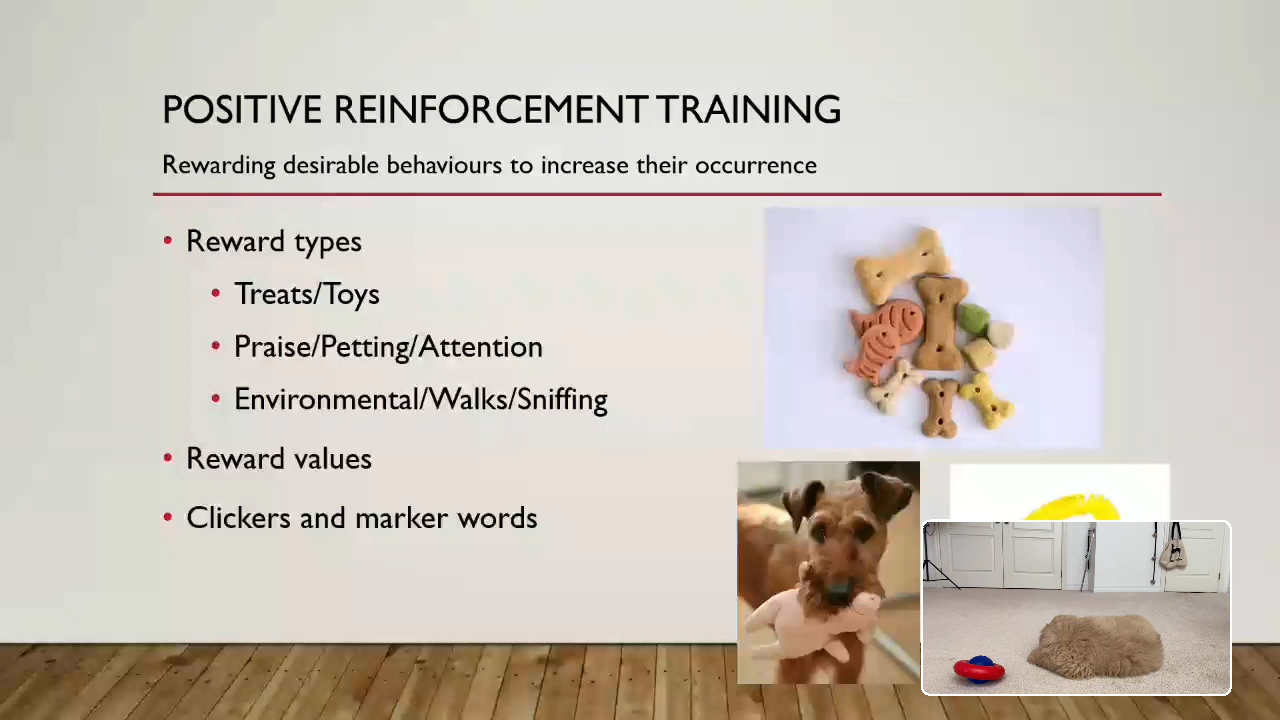 POSITIVE REINFORCEMENT TRAINING
Rewarding desirable behaviours to increase their occurrence
Reward types
Treats/Toys
Praise/Petting/Attention
Environmental/Walks/Sniffing
Reward values
Clickers and marker words